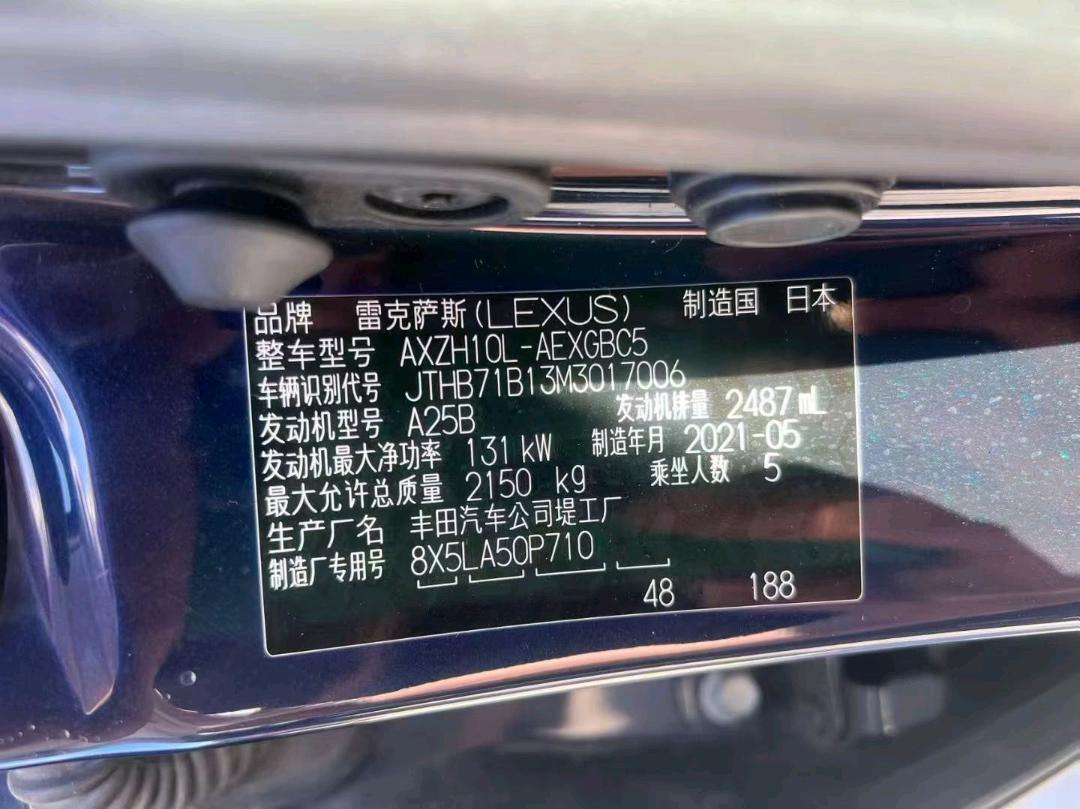 品牌 雷克萨斯(LEXUS) 制造国 日本
整车型号 AXZH10L-AEXGBC5
车辆识别代号 JTHB71B13M3017006
发动机型号 A25B 发动机排量 2487 mL
发动机最大净功率 131 kW 制造年月 2021-05
最大允许总质量 2150 kg 乘坐人数 5
生产厂名 丰田汽车公司堤工厂
制造厂专用号 8X5LA50P710
48 188